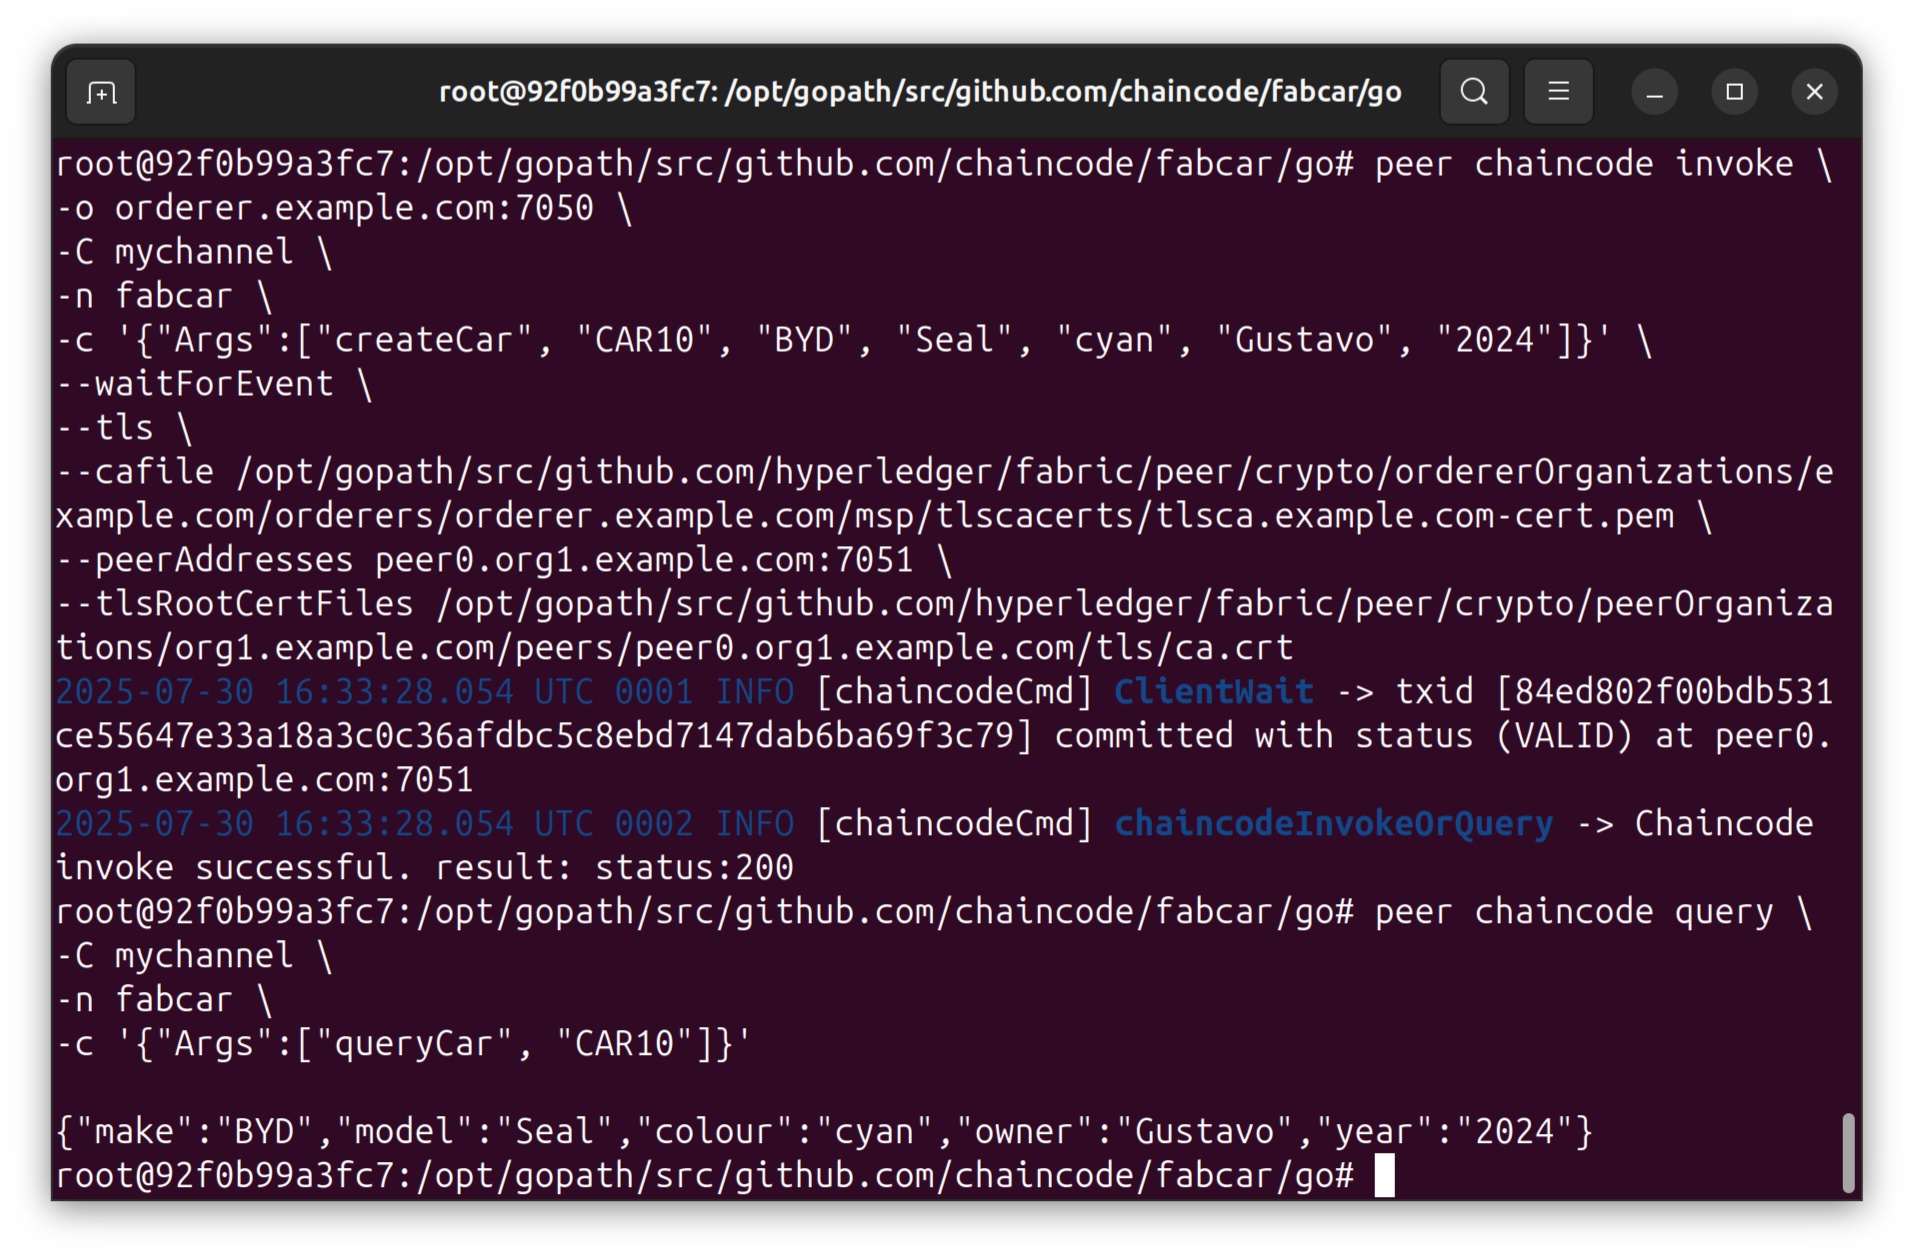 root@92f0b99a3fc7: /opt/gopath/src/github.com/chaincode/fabcar/go
root@92f0b99a3fc7:/opt/gopath/src/github.com/chaincode/fabcar/go# peer chaincode invoke \
-o orderer.example.com:7050 \
-C mychannel \
-n fabcar \
-c '{"Args":["createCar", "CAR10", "BYD", "Seal", "cyan", "Gustavo", "2024"]}' \
--waitForEvent \
--tls \
--cafile /opt/gopath/src/github.com/hyperledger/fabric/peer/crypto/ordererOrganizations/e
xample.com/orderers/orderer.example.com/msp/tlscacerts/tlsca.example.com-cert.pem \
--peerAddresses peer0.org1.example.com:7051 \
--tlsRootCertFiles /opt/gopath/src/github.com/hyperledger/fabric/peer/crypto/peerOrganiza
tions/org1.example.com/peers/peer0.org1.example.com/tls/ca.crt
2025-07-30 16:33:28.054 UTC 0001 INFO [chaincodeCmd] ClientWait -> txid [84ed802f00bdb531
ce55647e33a18a3c0c36afdbc5c8ebd7147dab6ba69f3c79] committed with status (VALID) at peer0.
org1.example.com:7051
2025-07-30 16:33:28.054 UTC 0002 INFO [chaincodeCmd] chaincodeInvokeOrQuery -> Chaincode
invoke successful. result: status:200
root@92f0b99a3fc7:/opt/gopath/src/github.com/chaincode/fabcar/go# peer chaincode query \
-C mychannel \
-n fabcar \
-c '{"Args":["queryCar", "CAR10"]}'
{"make":"BYD","model":"Seal","colour":"cyan","owner":"Gustavo","year":"2024"}
root@92f0b99a3fc7:/opt/gopath/src/github.com/chaincode/fabcar/go#